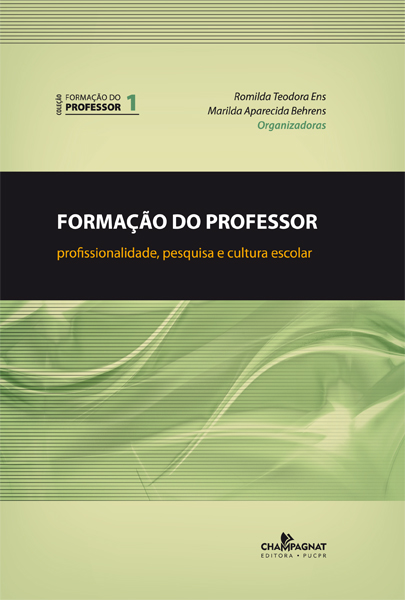 COLEÇÃO
FORMAÇÃO DO
PROFESSOR 1
Romilda Teodora Ens
Marilda Aparecida Behrens
Organizadoras
FORMAÇÃO DO PROFESSOR
profissionalidade, pesquisa e cultura escolar
CHAMPAGNAT
EDITORA • PUCPR